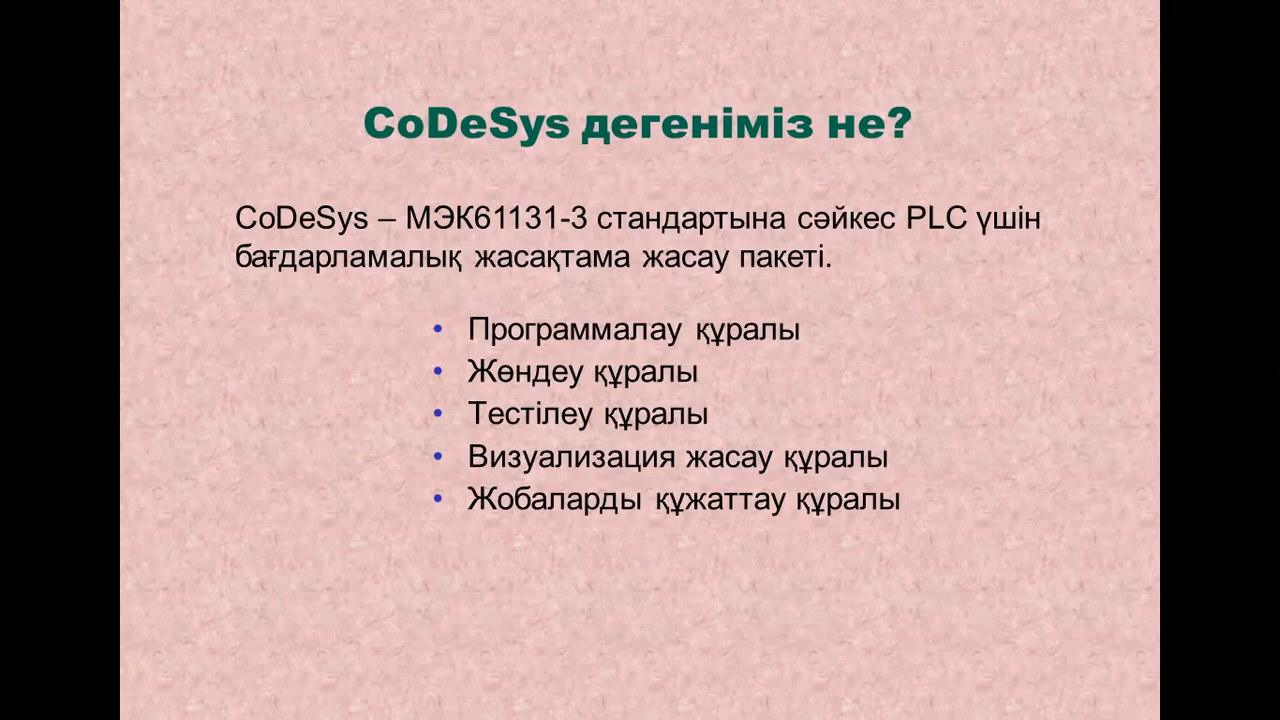 CoDeSys дегеніміз не?
CoDeSys – МЭК61131-3 стандартына сәйкес PLC үшін
бағдарламалық жасақтама жасау пакеті.
• Программалау құралы
• Жөндеу құралы
• Тестілеу құралы
• Визуализация жасау құралы
• Жобаларды құжаттау құралы